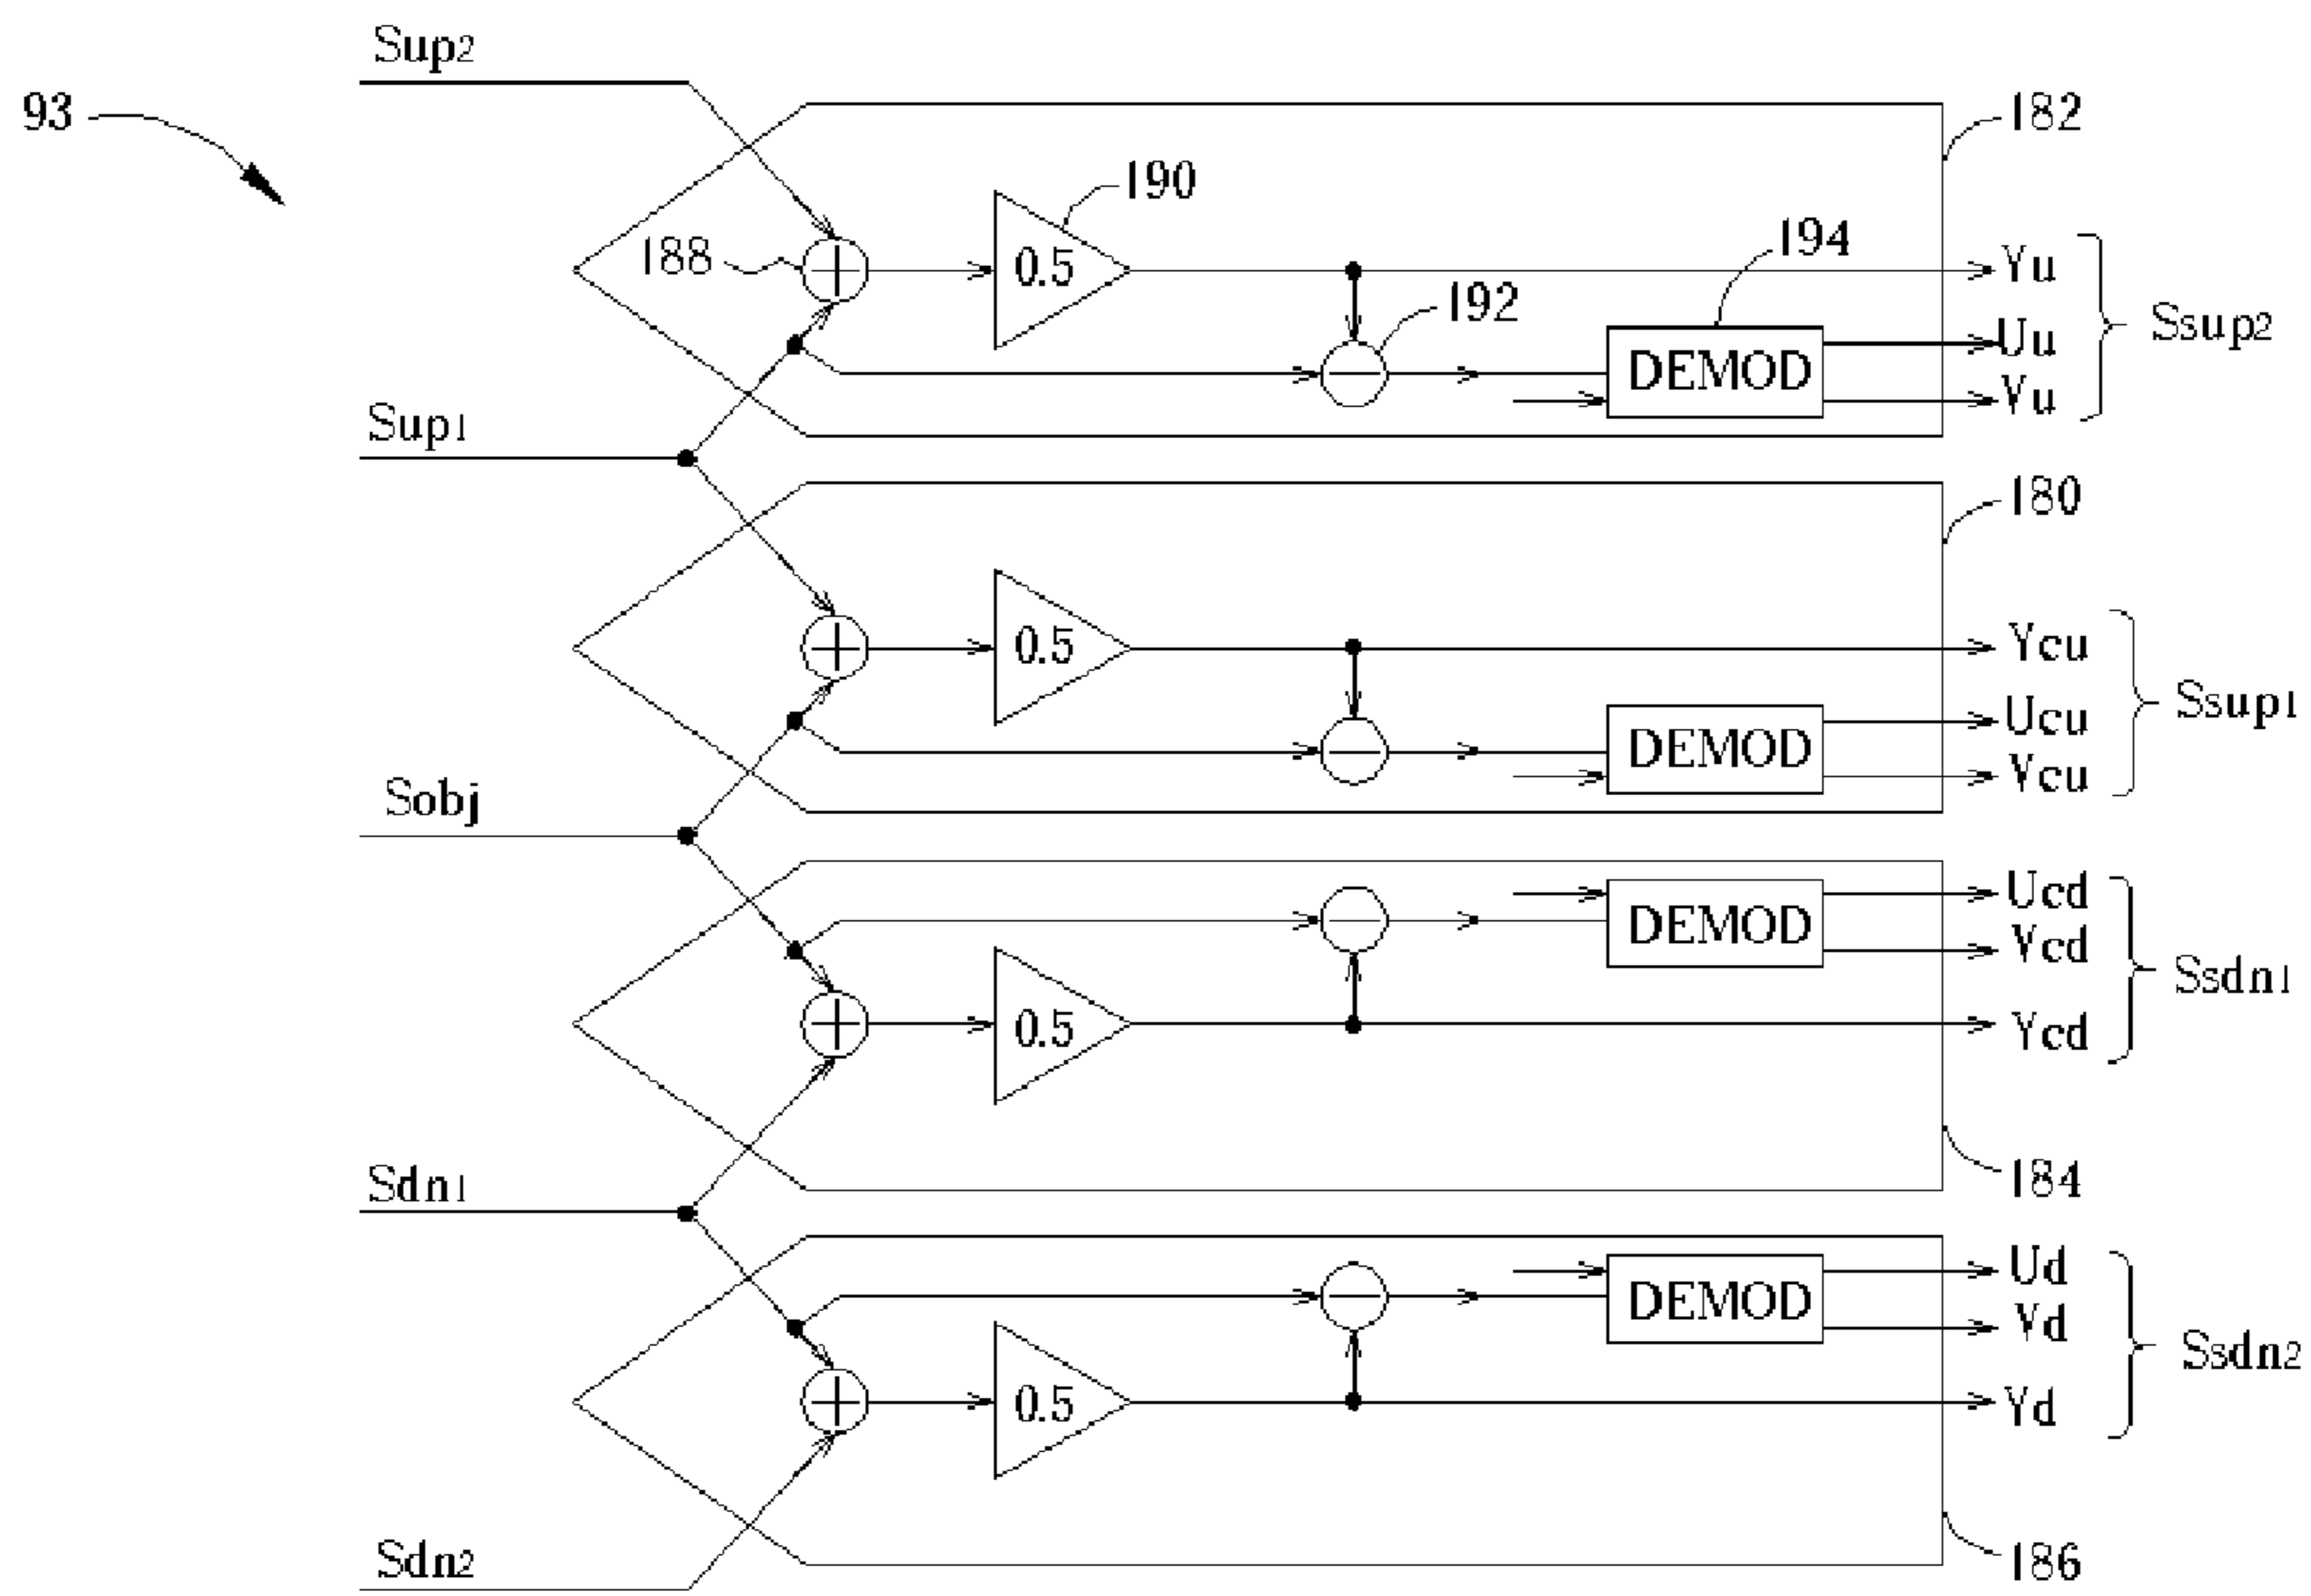 Sup2
93
182
190
188
0.5
194
Yu
192
Uu
Ssup2
DEMOD
Vu
Sup1
180
0.5
Ycu
Ucu
Ssup1
DEMOD
Vcu
Sobj
Ucd
DEMOD
Vcd
Ssdn1
0.5
Ycd
Sdn1
184
Ud
DEMOD
Vd
Ssdn2
0.5
Yd
Sdn2
186